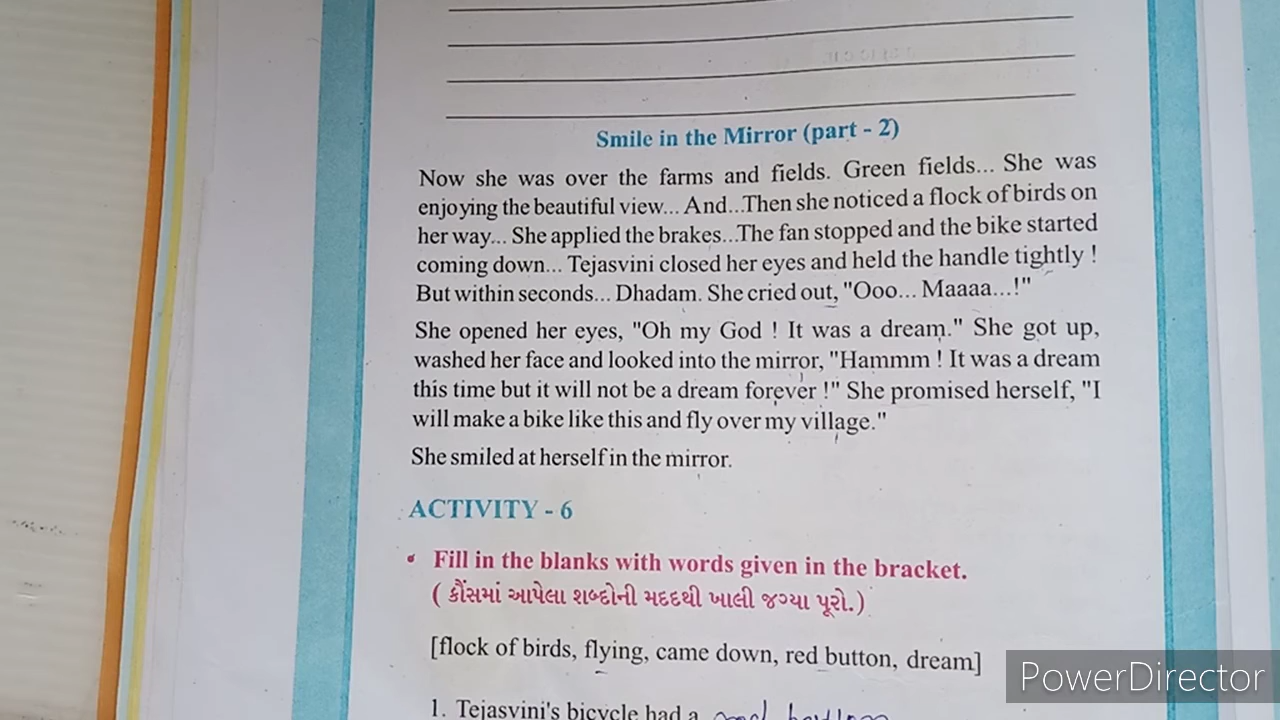 Smile in the Mirror (part - 2)
Now she was over the farms and fields. Green fields... She was
enjoying the beautiful view... And...Then she noticed a flock of birds on
her way... She applied the brakes...The fan stopped and the bike started
coming down... Tejasvini closed her eyes and held the handle tightly !
But within seconds... Dhadam. She cried out, "Ooo... Maaaa...!"
She opened her eyes, "Oh my God ! It was a dream." She got up,
washed her face and looked into the mirror, "Hammm ! It was a dream
this time but it will not be a dream forever !" She promised herself, "I
will make a bike like this and fly over my village."
She smiled at herself in the mirror.
ACTIVITY - 6
Fill in the blanks with words given in the bracket.
( કૌંસમાં આપેલા શબ્દોની મદદથી ખાલી જગ્યા પૂરો.)
[flock of birds, flying, came down, red button, dream]
1. Tejasvini's bicycle had a
PowerDirector